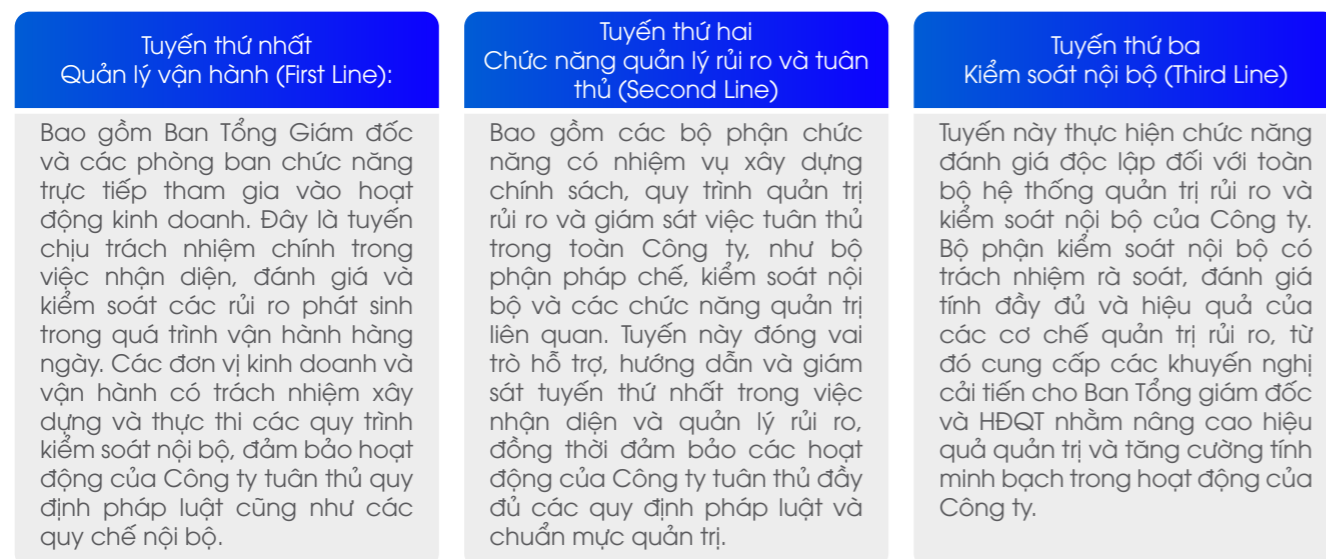 Tuyến thứ nhất
Quản lý vận hành (First Line):
Bao gồm Ban Tổng Giám đốc
và các phòng ban chức năng
trực tiếp tham gia vào hoạt
động kinh doanh. Đây là tuyến
chịu trách nhiệm chính trong
việc nhận diện, đánh giá và
kiểm soát các rủi ro phát sinh
trong quá trình vận hành hàng
ngày. Các đơn vị kinh doanh và
vận hành có trách nhiệm xây
dựng và thực thi các quy trình
kiểm soát nội bộ, đảm bảo hoạt
động của Công ty tuân thủ quy
định pháp luật cũng như các
quy chế nội bộ.
Tuyến thứ hai
Chức năng quản lý rủi ro và tuân
thủ (Second Line)
Bao gồm các bộ phận chức
năng có nhiệm vụ xây dựng
chính sách, quy trình quản trị
rủi ro và giám sát việc tuân thủ
trong toàn Công ty, như bộ
phận pháp chế, kiểm soát nội
bộ và các chức năng quản trị
liên quan. Tuyến này đóng vai
trò hỗ trợ, hướng dẫn và giám
sát tuyến thứ nhất trong việc
nhận diện và quản lý rủi ro,
đồng thời đảm bảo các hoạt
động của Công ty tuân thủ đầy
đủ các quy định pháp luật và
chuẩn mực quản trị.
Tuyến thứ ba
Kiểm soát nội bộ (Third Line)
Tuyến này thực hiện chức năng
đánh giá độc lập đối với toàn
bộ hệ thống quản trị rủi ro và
kiểm soát nội bộ của Công ty.
Bộ phận kiểm soát nội bộ có
trách nhiệm rà soát, đánh giá
tính đầy đủ và hiệu quả của
các cơ chế quản trị rủi ro, từ
đó cung cấp các khuyến nghị
cải tiến cho Ban Tổng giám đốc
và HĐQT nhằm nâng cao hiệu
quả quản trị và tăng cường tính
minh bạch trong hoạt động của
Công ty.